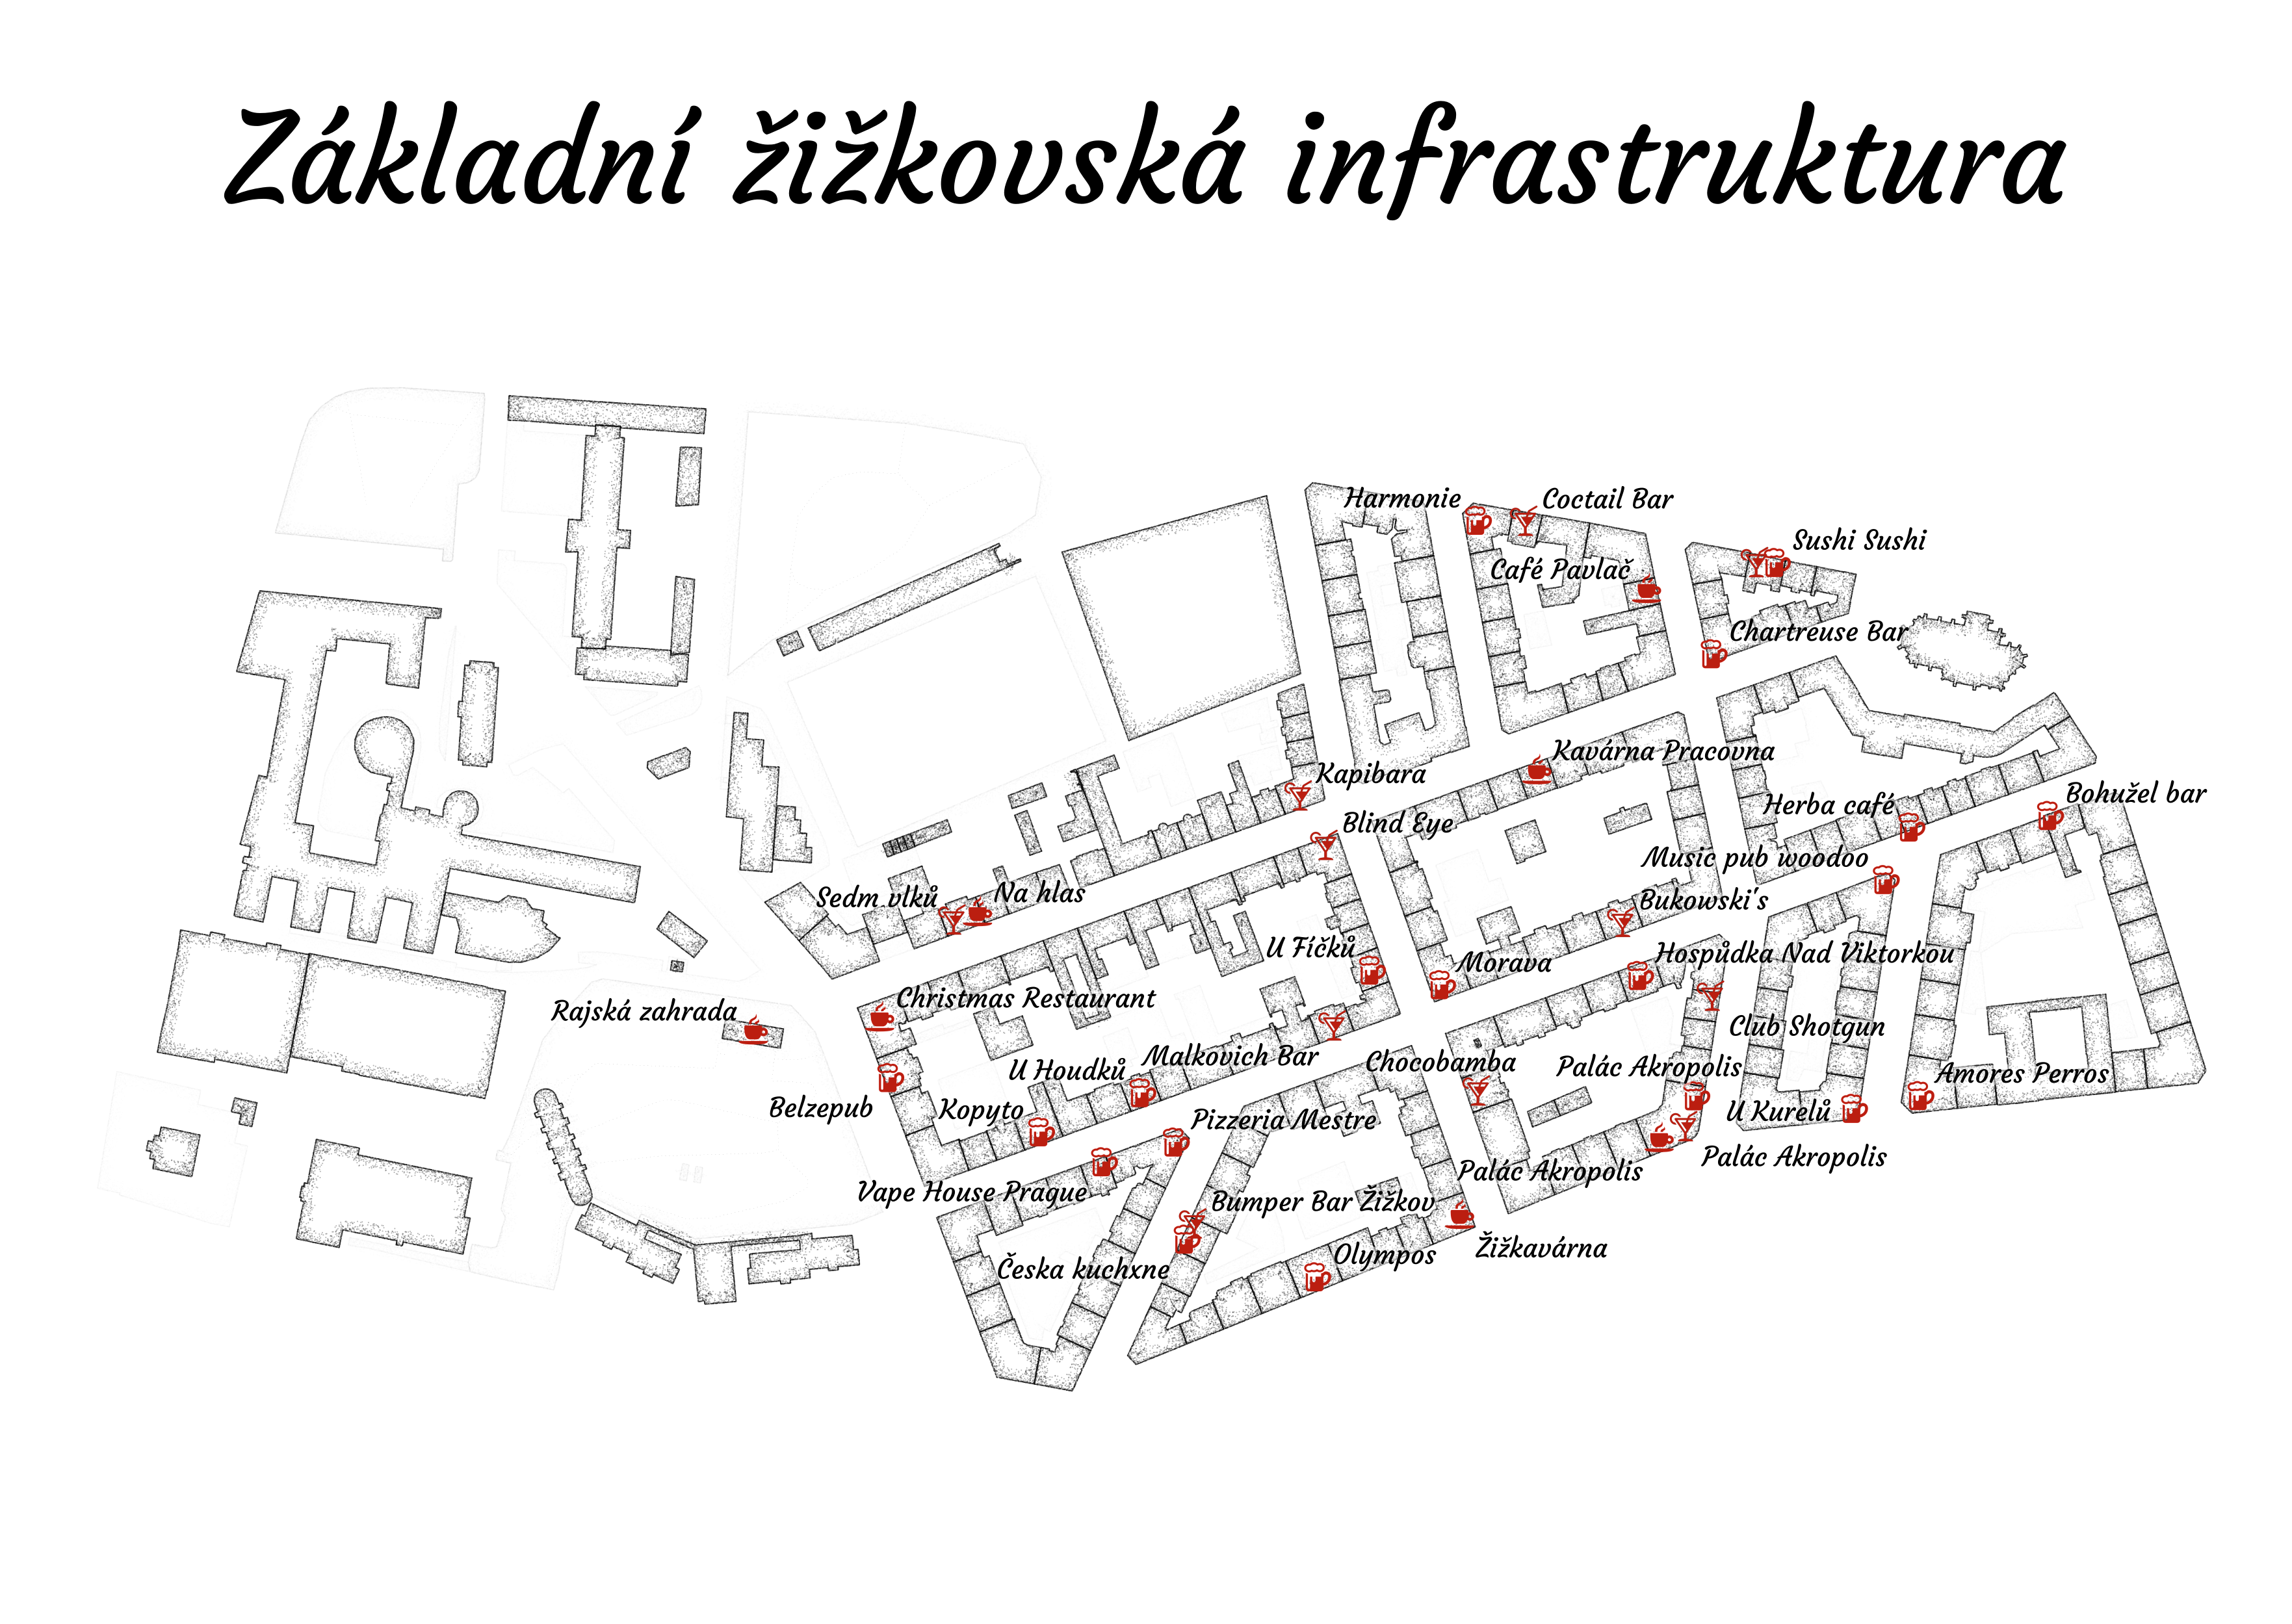 Základní žižkovská infrastruktura
Harmonie
Coctail Bar
Sushi Sushi
Café Pavlač
Chartreuse Bar
Kavárna Pracovna
Kapibara
Bohužel bar
Herba café
Blind Eye
Music pub woodoo
Sedm vlků
Na hlas
Bukowski's
U Fíčků
Morava
Hospůdka Nad Viktorkou
Christmas Restaurant
Rajská zahrada
Club Shotgun
Malkovich Bar
Chocobamba
Palác Akropolis
U Houdků
Amores Perros
Belzepub
Kopyto
U Kurelů
Pizzeria Mestre
Palác Akropolis
Palác Akropolis
Vape House Prague
Bumper Bar Žižkov
Žižkavárna
Olympos
Česka kuchxne